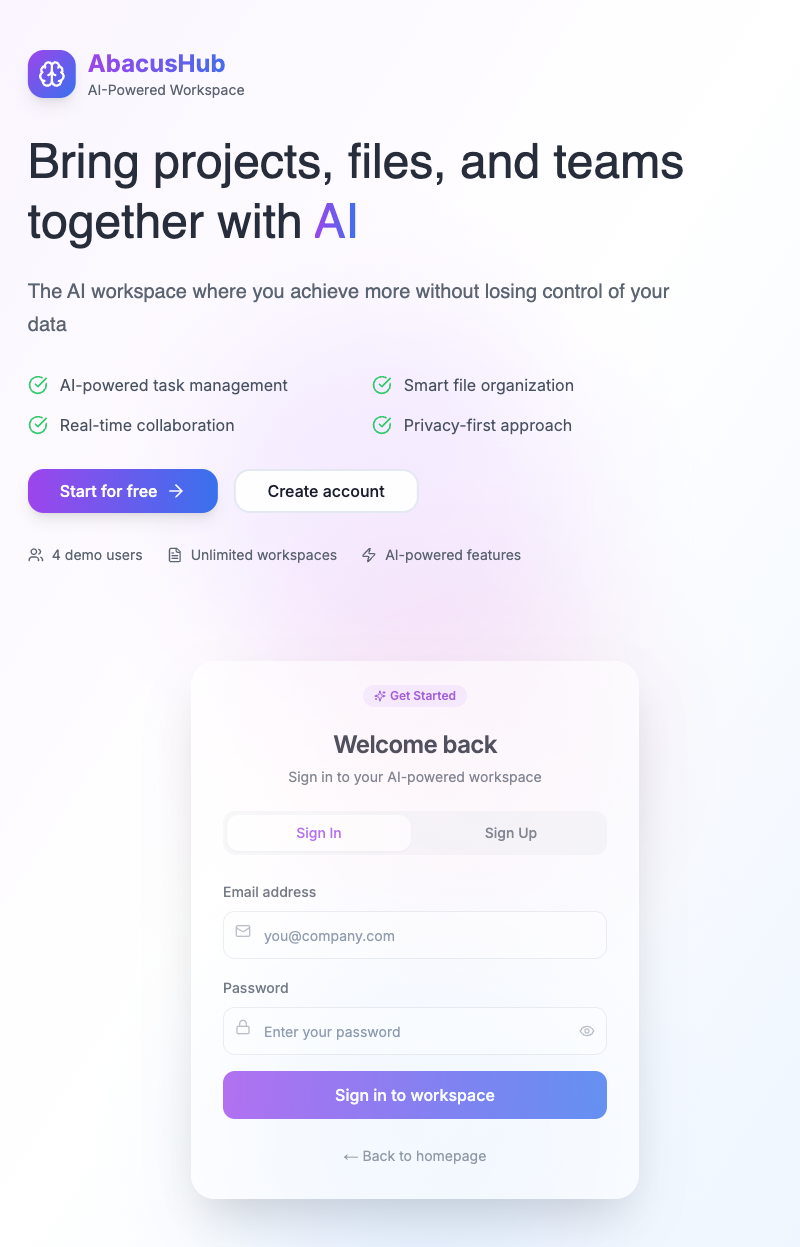 AbacusHub
AI-Powered Workspace
Bring projects, files, and teams
together with AI
The AI workspace where you achieve more without losing control of your
data
AI-powered task management
Smart file organization
Real-time collaboration
Privacy-first approach
Start for free →
Create account
4 demo users
Unlimited workspaces
AI-powered features
Get Started
Welcome back
Sign in to your AI-powered workspace
Sign In
Sign Up
Email address
you@company.com
Password
Enter your password
Sign in to workspace
← Back to homepage